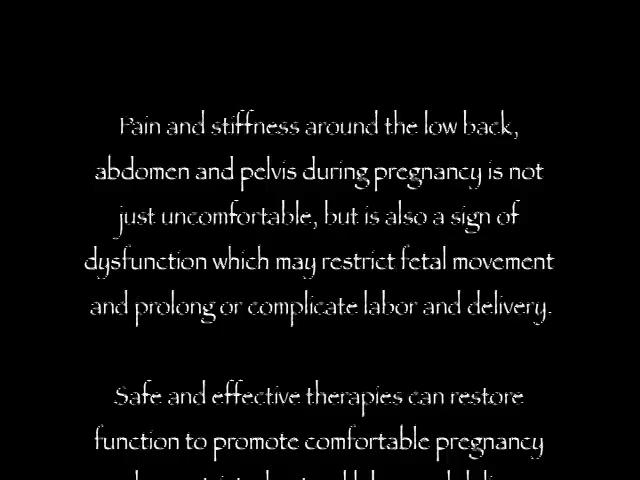 Pain and stiffness around the low back,
abdomen and pelvis during pregnancy is not
just uncomfortable, but is also a sign of
dysfunction which may restrict fetal movement
and prolong or complicate labor and delivery.
Safe and effective therapies can restore
function to promote comfortable pregnancy